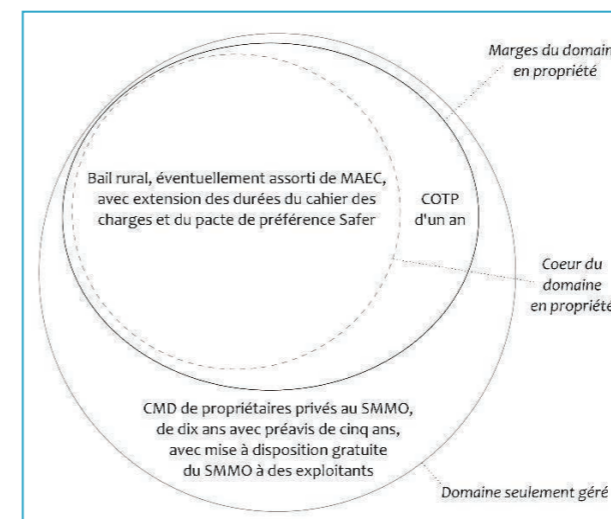 Marges du domain
en propriété
Bail rural, éventuellement assorti de MAEC,
avec extension des durées du cahier des
charges et du pacte de préférence Safer
COTP
d'un an
Coeur du
domaine
en propriété
CMD de propriétaires privés au SMMO,
de dix ans avec préavis de cinq ans,
avec mise à disposition gratuite
du SMMO à des exploitants
Domaine seulement géré